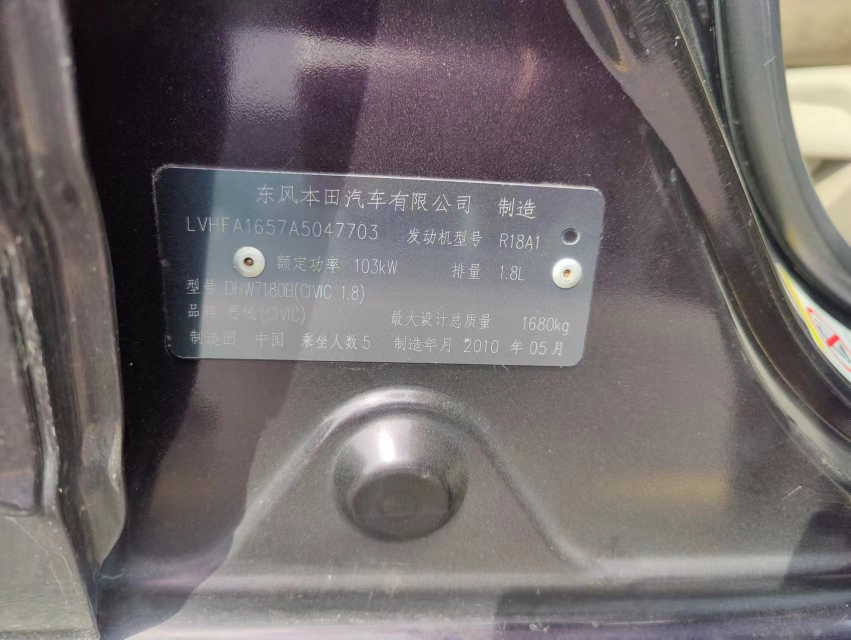 东风本田汽车有限公司 制造
LVHFA1657A5047703 发动机型号 R18A1
额定功率 103kW 排量 1.8L
型号 DHW7180B(CIVIC 1.8)
品牌 思域(CIVIC) 最大设计总质量 1680kg
制造国 中国 乘坐人数 5 制造年月 2010 年 05 月